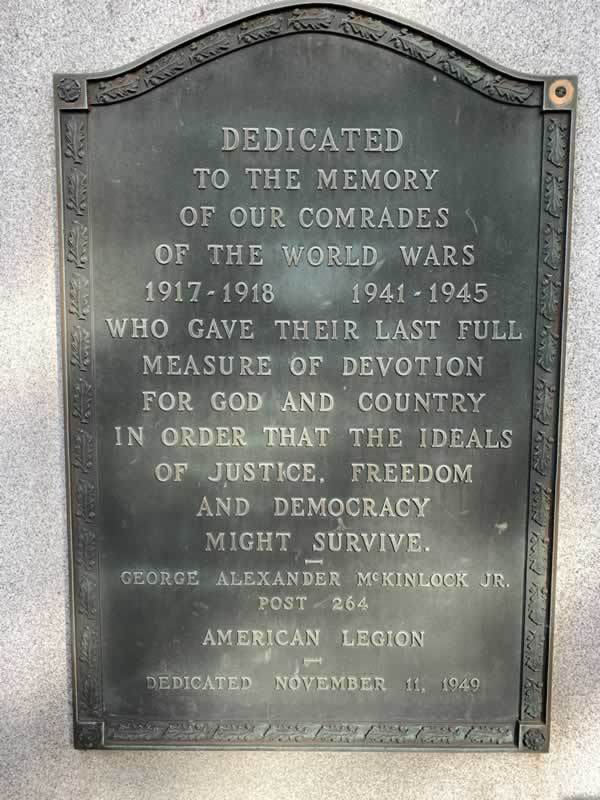 DEDICATED
TO THE MEMORY
OF OUR COMRADES
OF THE WORLD WARS
1917-1918 1941-1945
WHO GAVE THEIR LAST FULL
MEASURE OF DEVOTION
FOR GOD AND COUNTRY
IN ORDER THAT THE IDEALS
OF JUSTICE, FREEDOM
AND DEMOCRACY
MIGHT SURVIVE.
GEORGE ALEXANDER McKINLOCK JR.
POST 264
AMERICAN LEGION
DEDICATED NOVEMBER 11, 1949